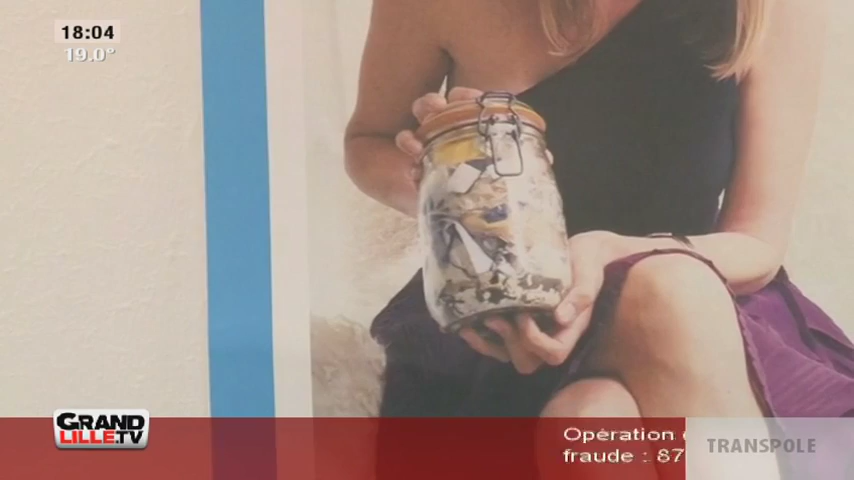 18:04
19.0°
GRAND
LILLE.TV
Opération
fraude : 87
TRANSPOLE